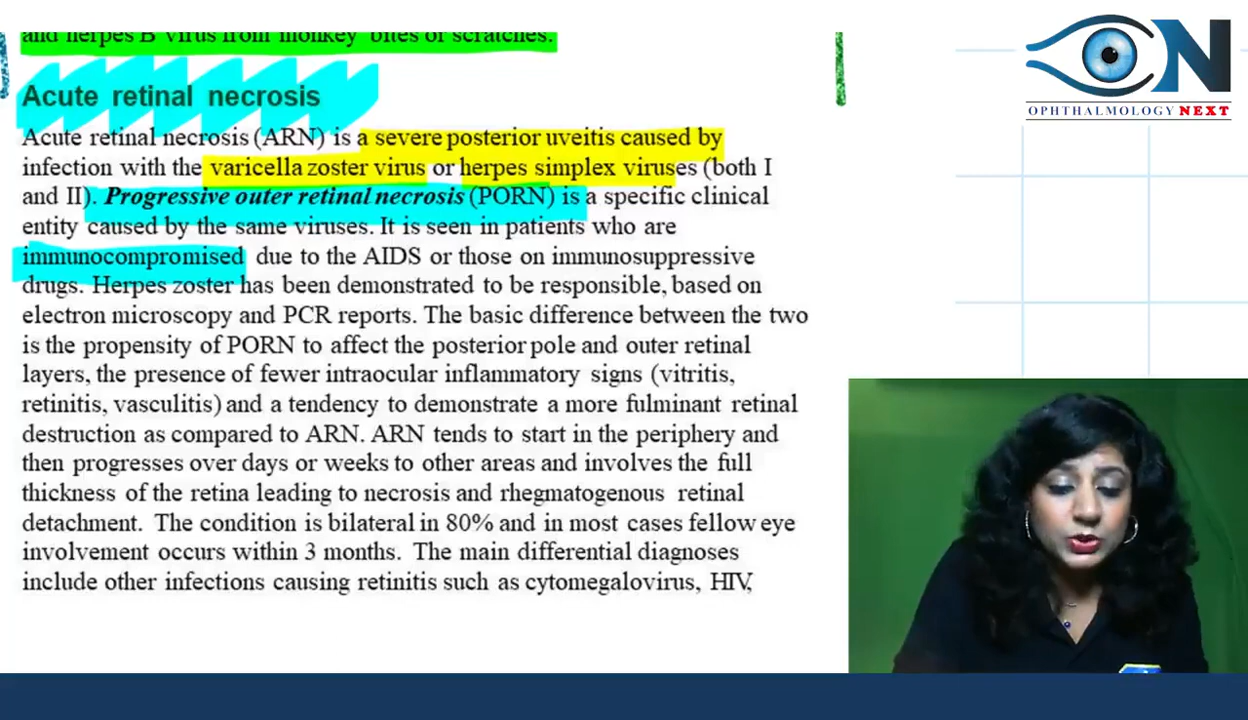 and herpes B virus from monkey bites or scratches.
Acute retinal necrosis
Acute retinal necrosis (ARN) is a severe posterior uveitis caused by
infection with the varicella zoster virus or herpes simplex viruses (both I
and II). Progressive outer retinal necrosis (PORN) is a specific clinical
entity caused by the same viruses. It is seen in patients who are
immunocompromised due to the AIDS or those on immunosuppressive
drugs. Herpes zoster has been demonstrated to be responsible, based on
electron microscopy and PCR reports. The basic difference between the two
is the propensity of PORN to affect the posterior pole and outer retinal
layers, the presence of fewer intraocular inflammatory signs (vitritis,
retinitis, vasculitis) and a tendency to demonstrate a more fulminant retinal
destruction as compared to ARN. ARN tends to start in the periphery and
then progresses over days or weeks to other areas and involves the full
thickness of the retina leading to necrosis and rhegmatogenous retinal
detachment. The condition is bilateral in 80% and in most cases fellow eye
involvement occurs within 3 months. The main differential diagnoses
include other infections causing retinitis such as cytomegalovirus, HIV,
N
OPHTHALMOLOGY NEXT